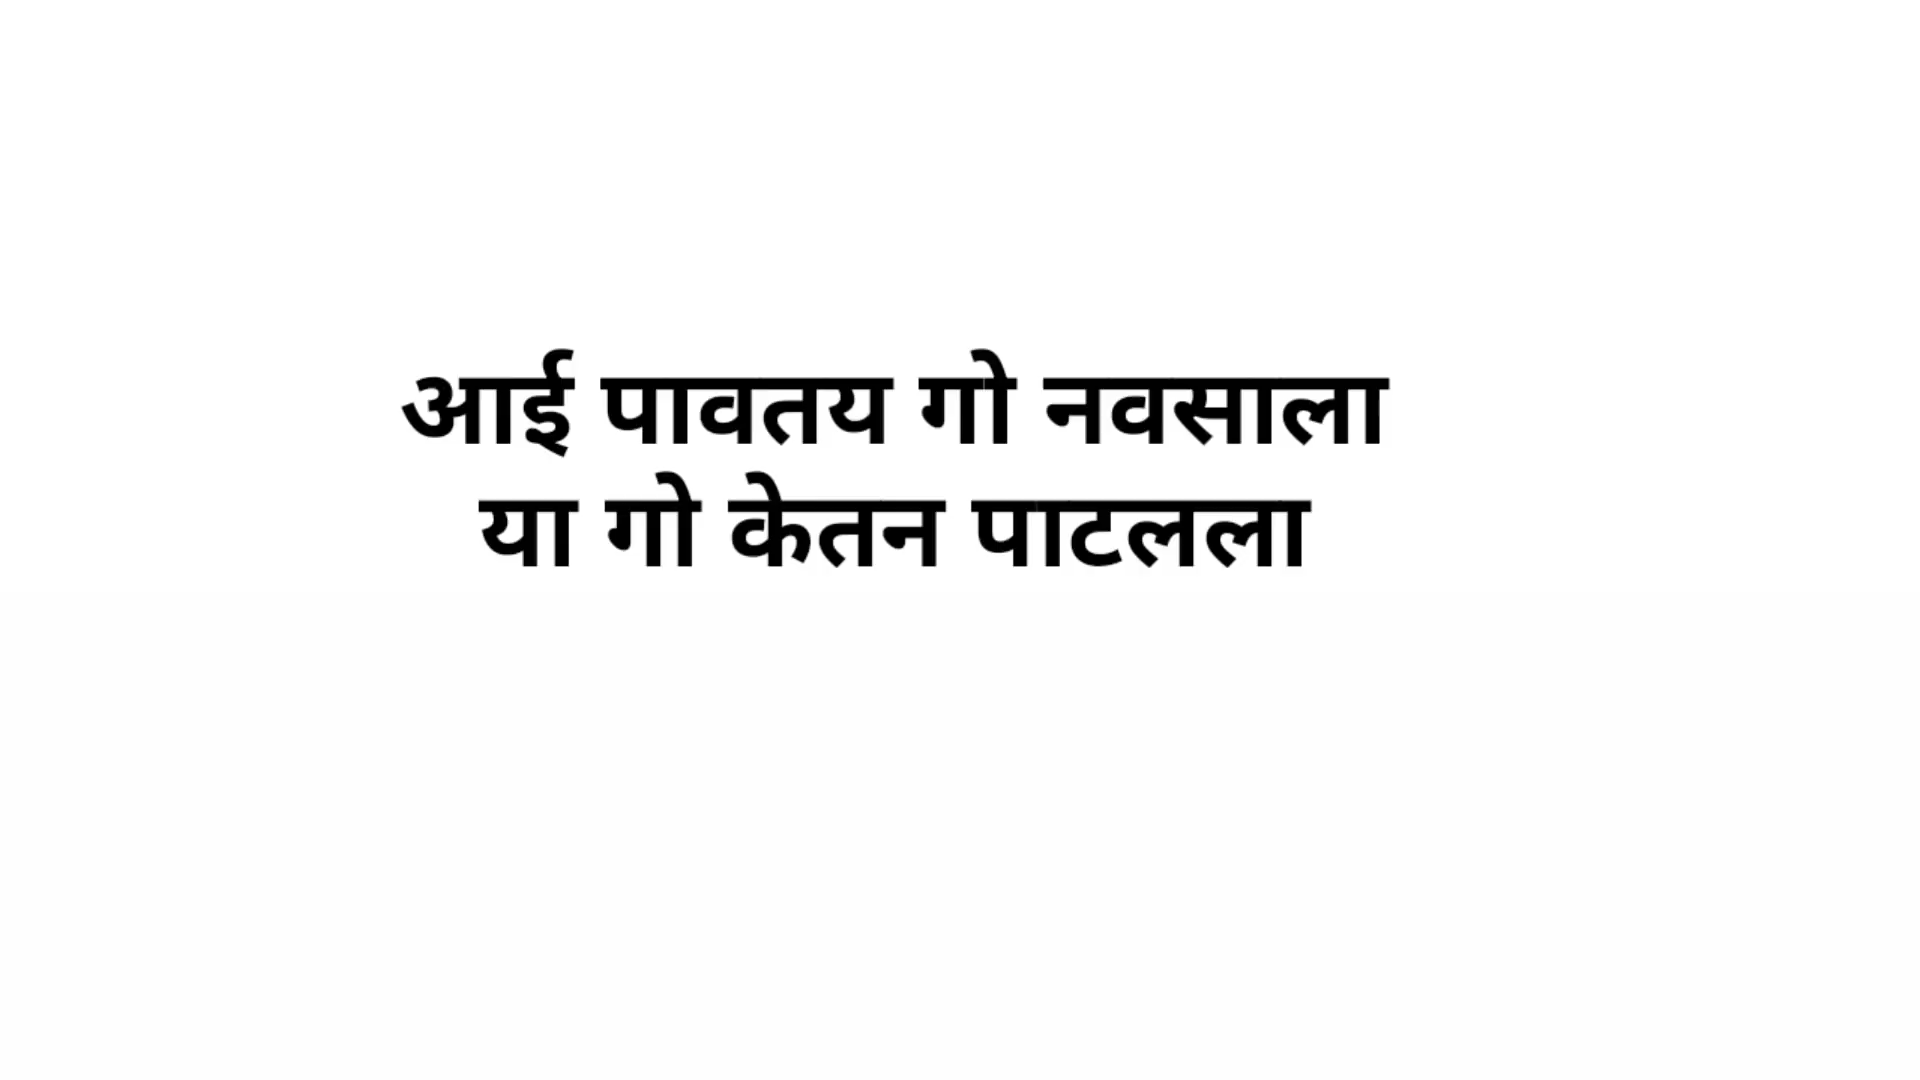 आई पावतय गो नवसाला
या गो केतन पाटलला